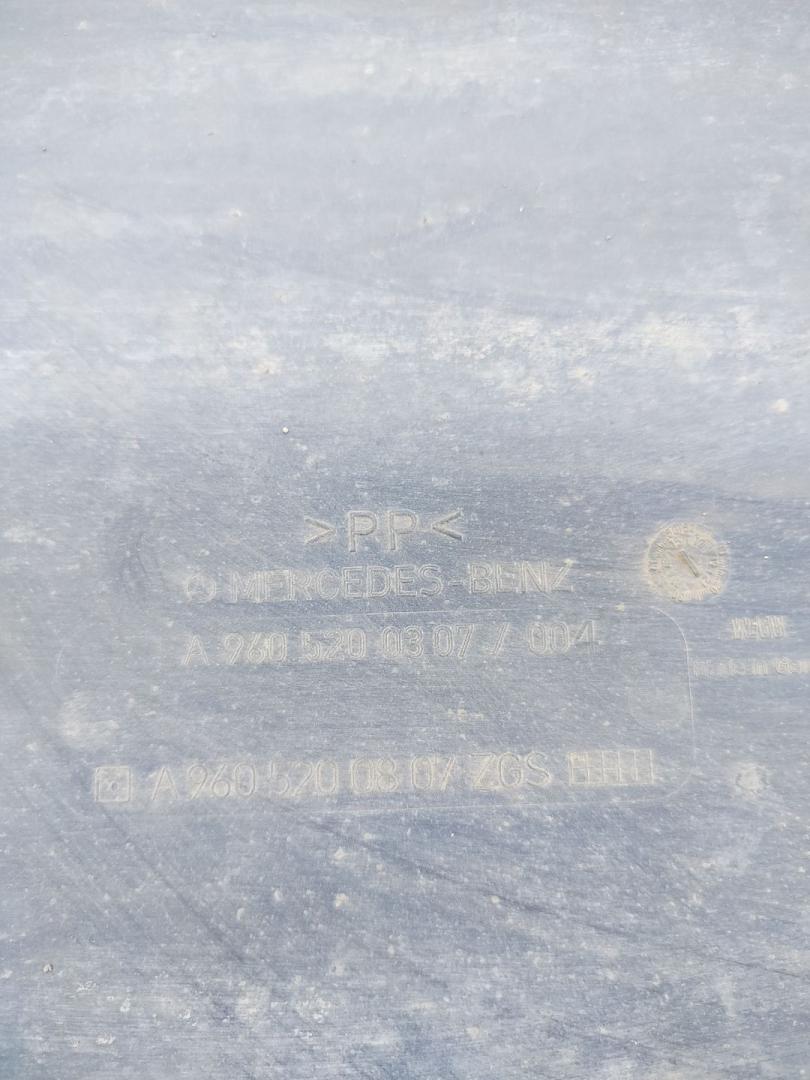 >PP<
MERCEDES-BENZ
A 960 520 03 07 / 004
A 960 520 08 07 ZGS